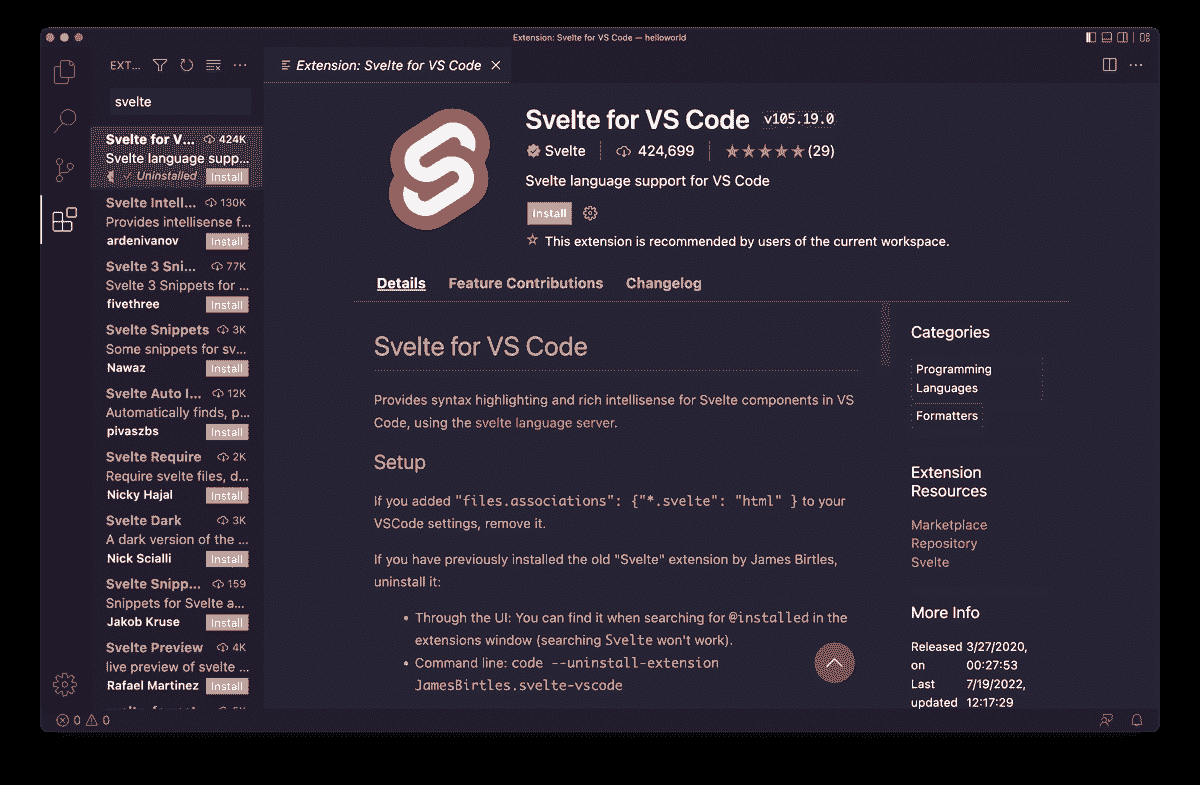 Extension: Svelte for VS Code — helloworld
EXT...
Extension: Svelte for VS Code
svelte
Svelte for V... 424K
Svelte language supp...
Uninstalled Install
Svelte Intell... 130K
Provides intellisense f...
ardenivanov Install
Svelte 3 Sni... 77K
Svelte 3 Snippets for ...
fivethree Install
Svelte Snippets 3K
Some snippets for sv...
Nawaz Install
Svelte Auto I... 12K
Automatically finds, p...
pivaszbs Install
Svelte Require 2K
Require svelte files, d...
Nicky Hajal Install
Svelte Dark 3K
A dark version of the ...
Nick Scialli Install
Svelte Snipp... 159
Snippets for Svelte a...
Jakob Kruse Install
Svelte Preview 4K
live preview of svelte ...
Rafael Martinez Install
0 0
Svelte for VS Code v105.19.0
Svelte 424,699 (29)
Svelte language support for VS Code
Install
This extension is recommended by users of the current workspace.
Details Feature Contributions Changelog
Svelte for VS Code
Provides syntax highlighting and rich intellisense for Svelte components in VS
Code, using the svelte language server.
Setup
If you added "files.associations": {"*.svelte": "html" } to your
VSCode settings, remove it.
If you have previously installed the old "Svelte" extension by James Birtles,
uninstall it:
• Through the UI: You can find it when searching for @installed in the
extensions window (searching Svelte won't work).
• Command line: code --uninstall-extension
JamesBirtles.svelte-vscode
Categories
Programming
Languages
Formatters
Extension
Resources
Marketplace
Repository
Svelte
More Info
Released 3/27/2020,
on 00:27:53
Last 7/19/2022,
updated 12:17:29